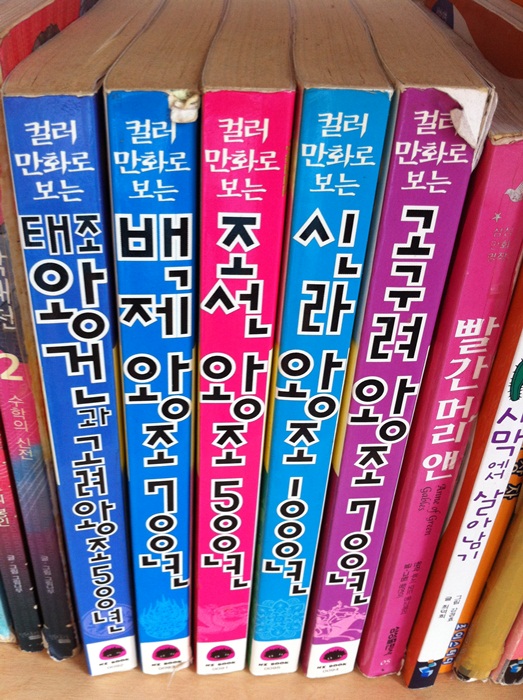 2
수학의 신전
컬러
만화로
보는
태조
왕건과 고려왕조500년
컬러
만화로
보는
백제 왕조 700년
컬러
만화로
보는
조선 왕조 500년
컬러
만화로
보는
신라 왕조 1000년
컬러
만화로
보는
고구려 왕조 700년
빨간 머리 앤
Anne of Green
Gables
사막에서 살아남기